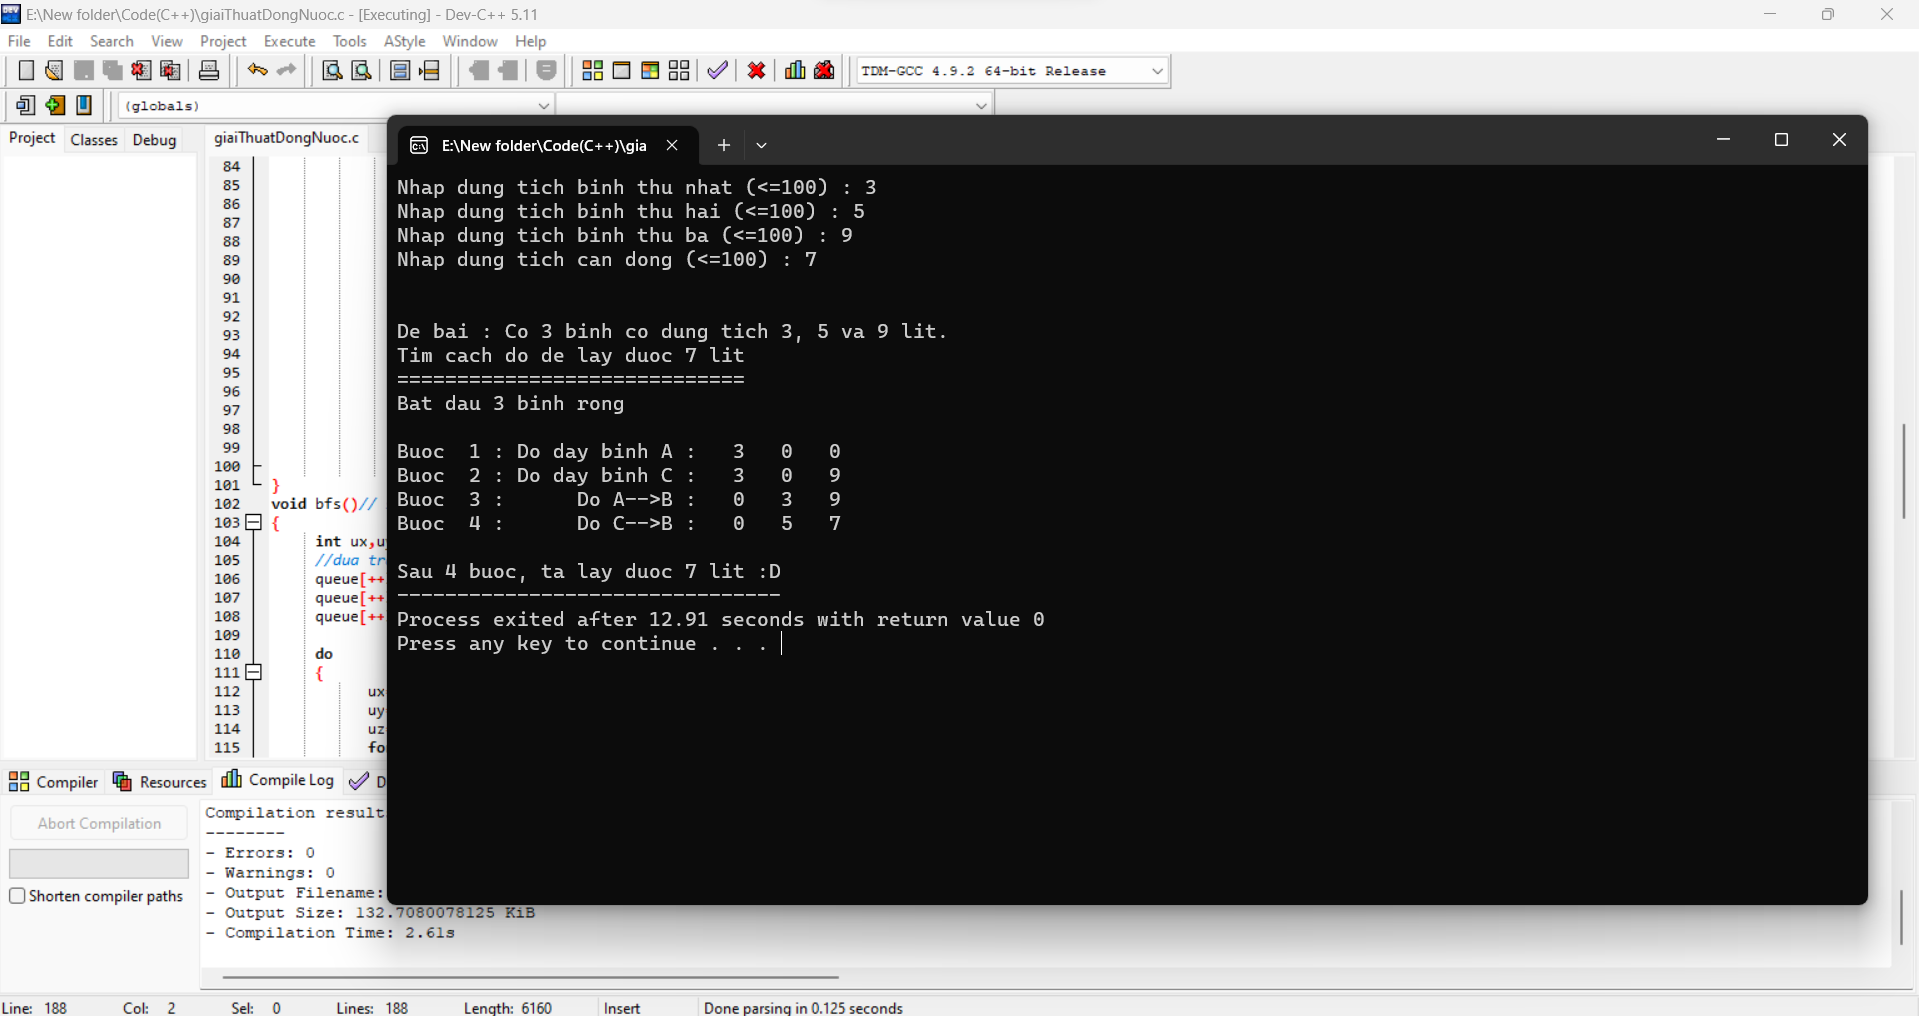 E:\New folder\Code(C++)\giaiThuatDongNuoc.c - [Executing] - Dev-C++ 5.11
File Edit Search View Project Execute Tools AStyle Window Help
TDM-GCC 4.9.2 64-bit Release
(globals)
Project Classes Debug
giaiThuatDongNuoc.c
E:\New folder\Code(C++)\gia
84
85
86
87
88
89
90
91
92
93
94
95
96
97
98
99
100
101 }
102 void bfs()//
103 {
104 int ux,
105 //dua
106 queue[++
107 queue[++
108 queue[++
109
110 do
111 {
112 ux
113 uy
114 uz
115
Nhap dung tich binh thu nhat (<=100) : 3
Nhap dung tich binh thu hai (<=100) : 5
Nhap dung tich binh thu ba (<=100) : 9
Nhap dung tich can dong (<=100) : 7
De bai : Co 3 binh co dung tich 3, 5 va 9 lit.
Tim cach do de lay duoc 7 lit
=============================
Bat dau 3 binh rong
Buoc 1 : Do day binh A : 3 0 0
Buoc 2 : Do day binh C : 3 0 9
Buoc 3 : Do A-->B : 0 3 9
Buoc 4 : Do C-->B : 0 5 7
Sau 4 buoc, ta lay duoc 7 lit :D
--------------------------------
Process exited after 12.91 seconds with return value 0
Press any key to continue . . .
Compiler Resources Compile Log D
Abort Compilation
Shorten compiler paths
Compilation result
--------
- Errors: 0
- Warnings: 0
- Output Filename:
- Output Size: 132.7080078125 KiB
- Compilation Time: 2.61s
Line: 188 Col: 2 Sel: 0 Lines: 188 Length: 6160 Insert Done parsing in 0.125 seconds